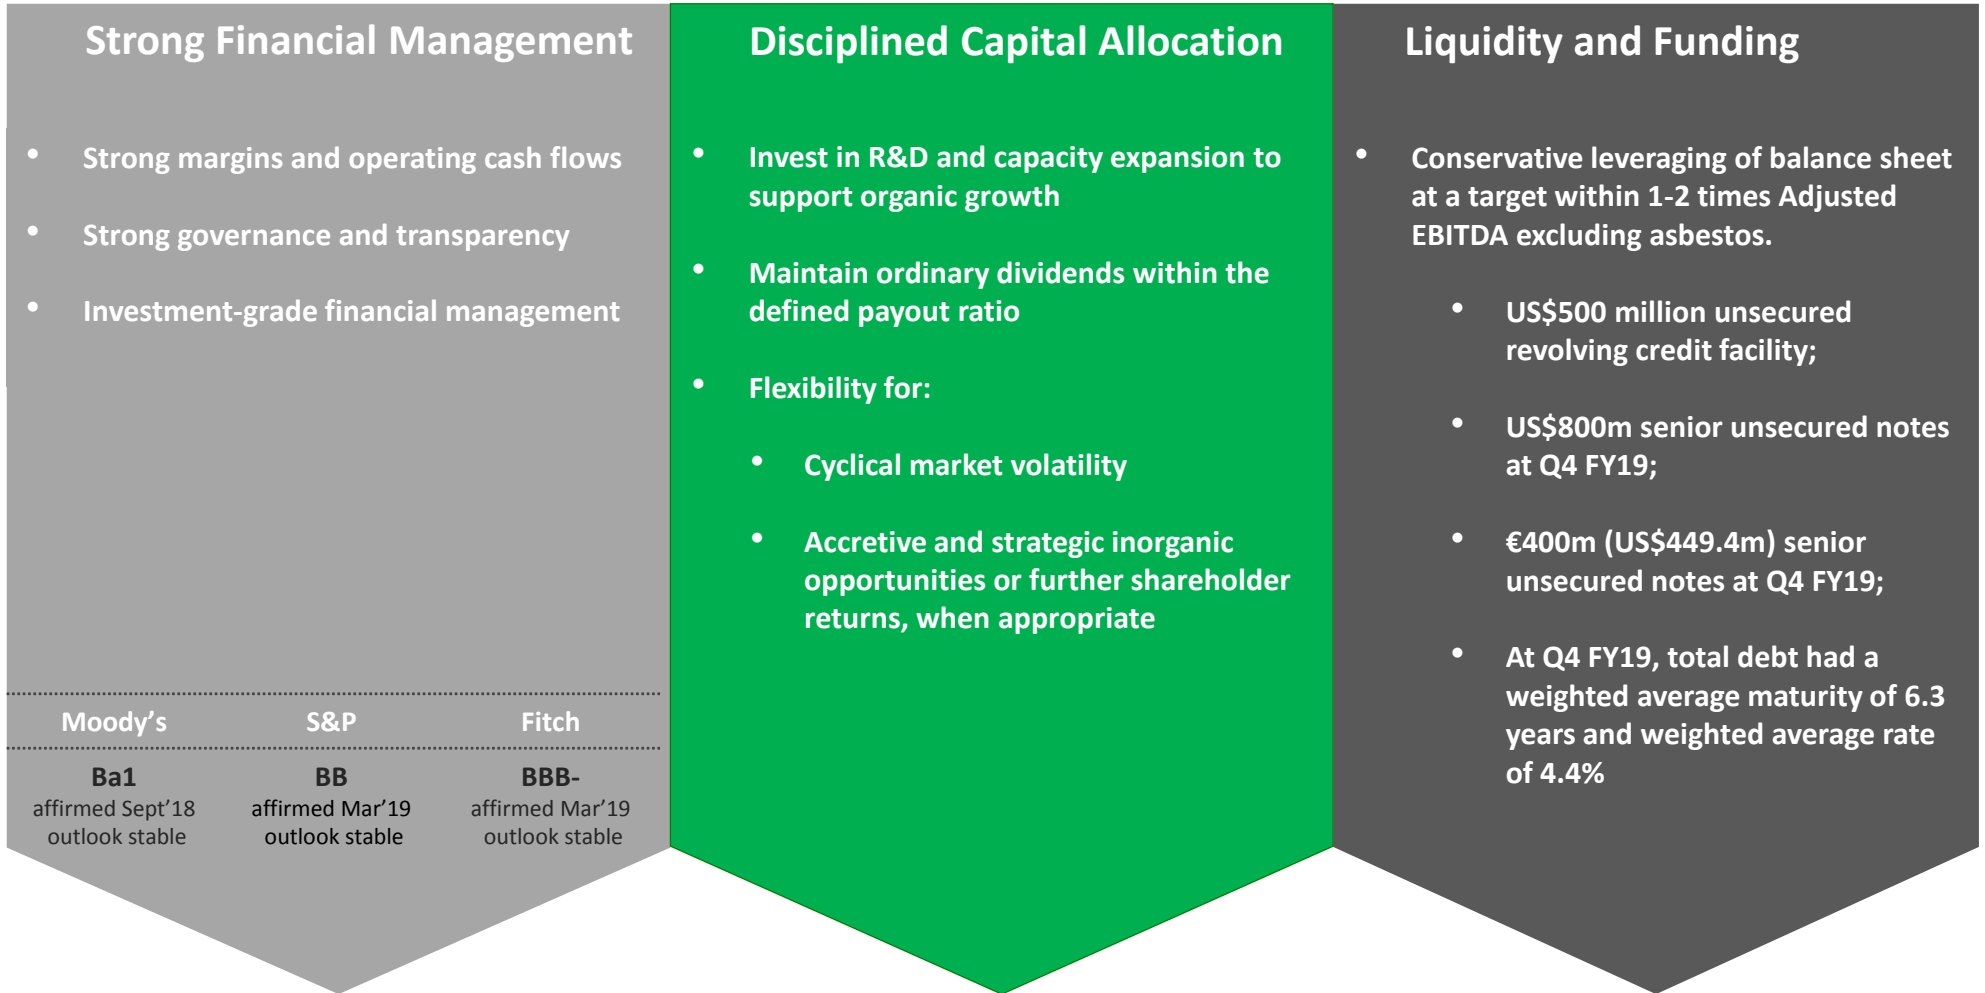 Strong Financial Management
• Strong margins and operating cash flows
• Strong governance and transparency
• Investment-grade financial management
Moody’s S&P Fitch
Ba1 BB BBB-
affirmed Sept’18 affirmed Mar’19 affirmed Mar’19
outlook stable outlook stable outlook stable
Disciplined Capital Allocation
• Invest in R&D and capacity expansion to
support organic growth
• Maintain ordinary dividends within the
defined payout ratio
• Flexibility for:
• Cyclical market volatility
• Accretive and strategic inorganic
opportunities or further shareholder
returns, when appropriate
Liquidity and Funding
• Conservative leveraging of balance sheet
at a target within 1-2 times Adjusted
EBITDA excluding asbestos.
• US$500 million unsecured
revolving credit facility;
• US$800m senior unsecured notes
at Q4 FY19;
• €400m (US$449.4m) senior
unsecured notes at Q4 FY19;
• At Q4 FY19, total debt had a
weighted average maturity of 6.3
years and weighted average rate
of 4.4%